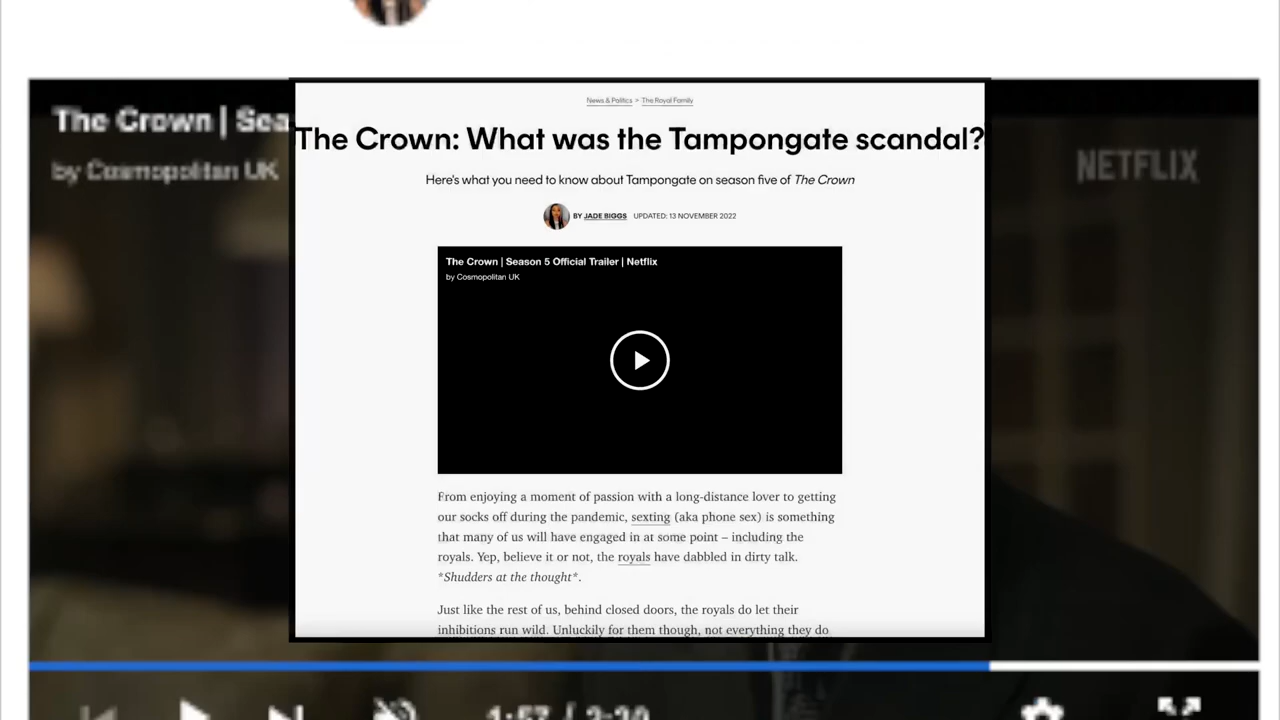 The Crown | Sea
by Cosmopolitan UK
NETFLIX
News & Politics > The Royal Family
The Crown: What was the Tampongate scandal?
Here's what you need to know about Tampongate on season five of The Crown
BY JADE BIGGS UPDATED: 13 NOVEMBER 2022
The Crown | Season 5 Official Trailer | Netflix
by Cosmopolitan UK
From enjoying a moment of passion with a long-distance lover to getting
our socks off during the pandemic, sexting (aka phone sex) is something
that many of us will have engaged in at some point – including the
royals. Yep, believe it or not, the royals have dabbled in dirty talk.
*Shudders at the thought*.
Just like the rest of us, behind closed doors, the royals do let their
inhibitions run wild. Unluckily for them though, not everything they do